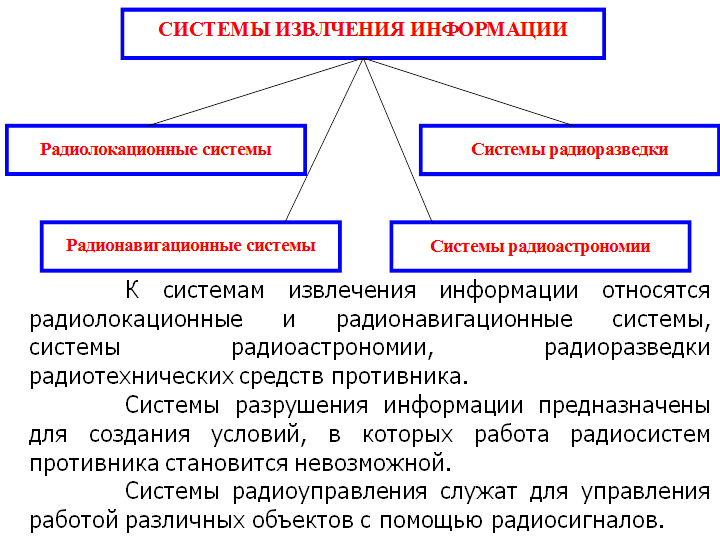 СИСТЕМЫ ИЗВЛЧЕНИЯ ИНФОРМАЦИИ
Радиолокационные системы
Системы радиоразведки
Радионавигационные системы
Системы радиоастрономии
К системам извлечения информации относятся
радиолокационные и радионавигационные системы,
системы радиоастрономии, радиоразведки
радиотехнических средств противника.
Системы разрушения информации предназначены
для создания условий, в которых работа радиосистем
противника становится невозможной.
Системы радиоуправления служат для управления
работой различных объектов с помощью радиосигналов.